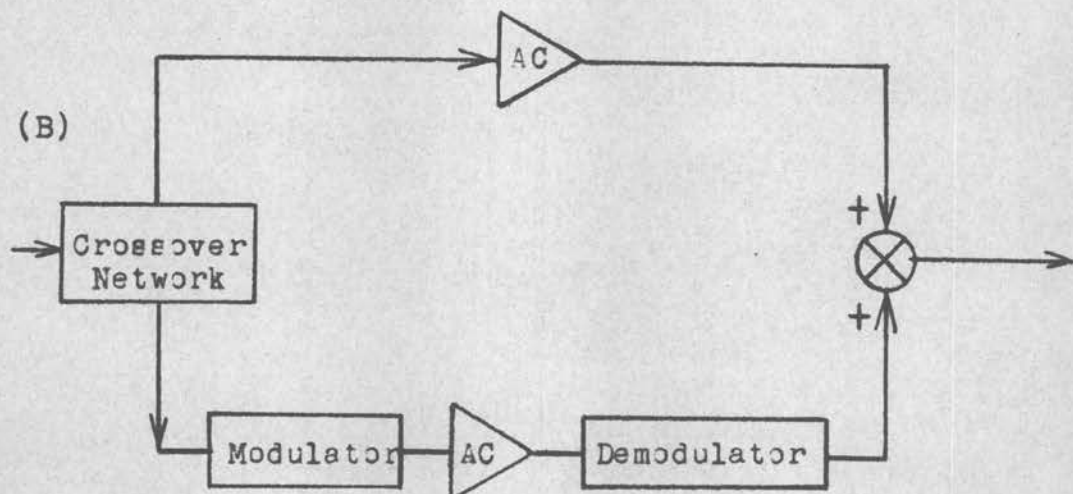 AC
(B)
+
Crossover
Network
+
Modulator
AC
Demodulator